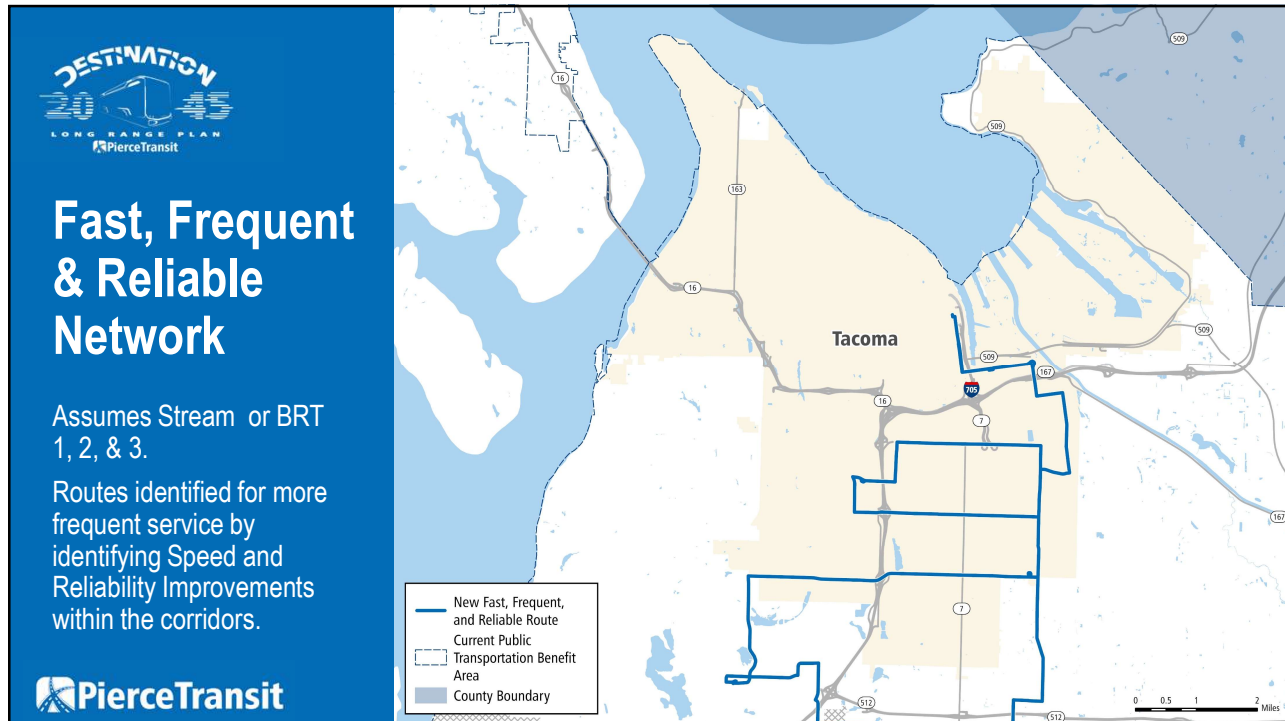 DESTINATION
20 45
LONG RANGE PLAN
PierceTransit
Fast, Frequent
& Reliable
Network
Assumes Stream or BRT
1, 2, & 3.
Routes identified for more
frequent service by
identifying Speed and
Reliability Improvements
within the corridors.
PierceTransit
16
509
509
163
16
Tacoma
509
509
167
705
16
7
167
7
512
512
New Fast, Frequent,
and Reliable Route
Current Public
Transportation Benefit
Area
County Boundary
0 0.5 1 2
Miles